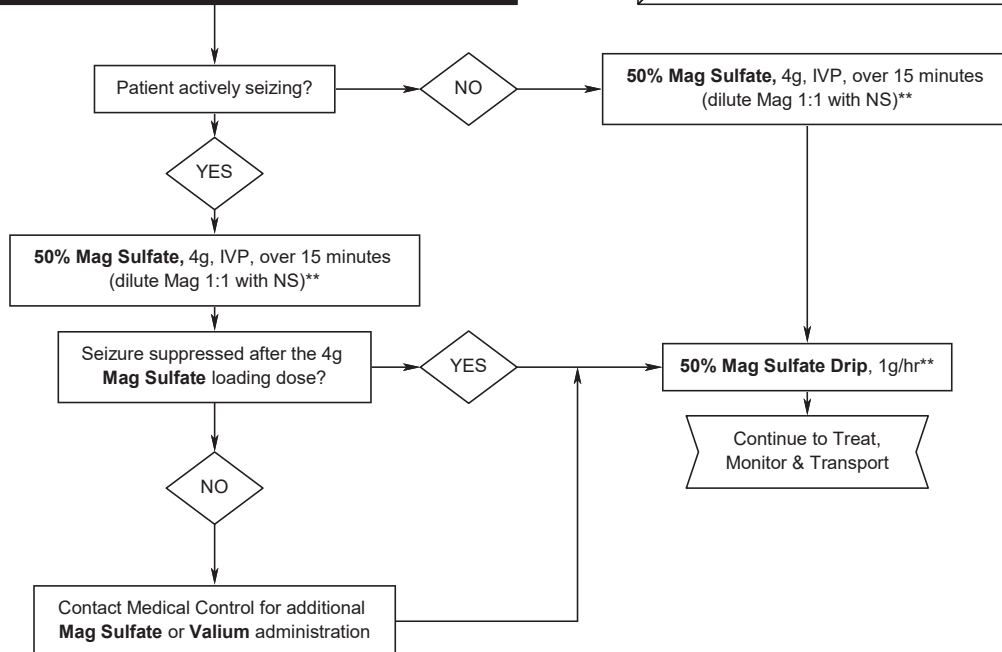 Patient actively seizing?
NO
50% Mag Sulfate, 4g, IVP, over 15 minutes
(dilute Mag 1:1 with NS)**
YES
50% Mag Sulfate, 4g, IVP, over 15 minutes
(dilute Mag 1:1 with NS)**
Seizure suppressed after the 4g
Mag Sulfate loading dose?
YES
50% Mag Sulfate Drip, 1g/hr**
Continue to Treat,
Monitor & Transport
NO
Contact Medical Control for additional
Mag Sulfate or Valium administration